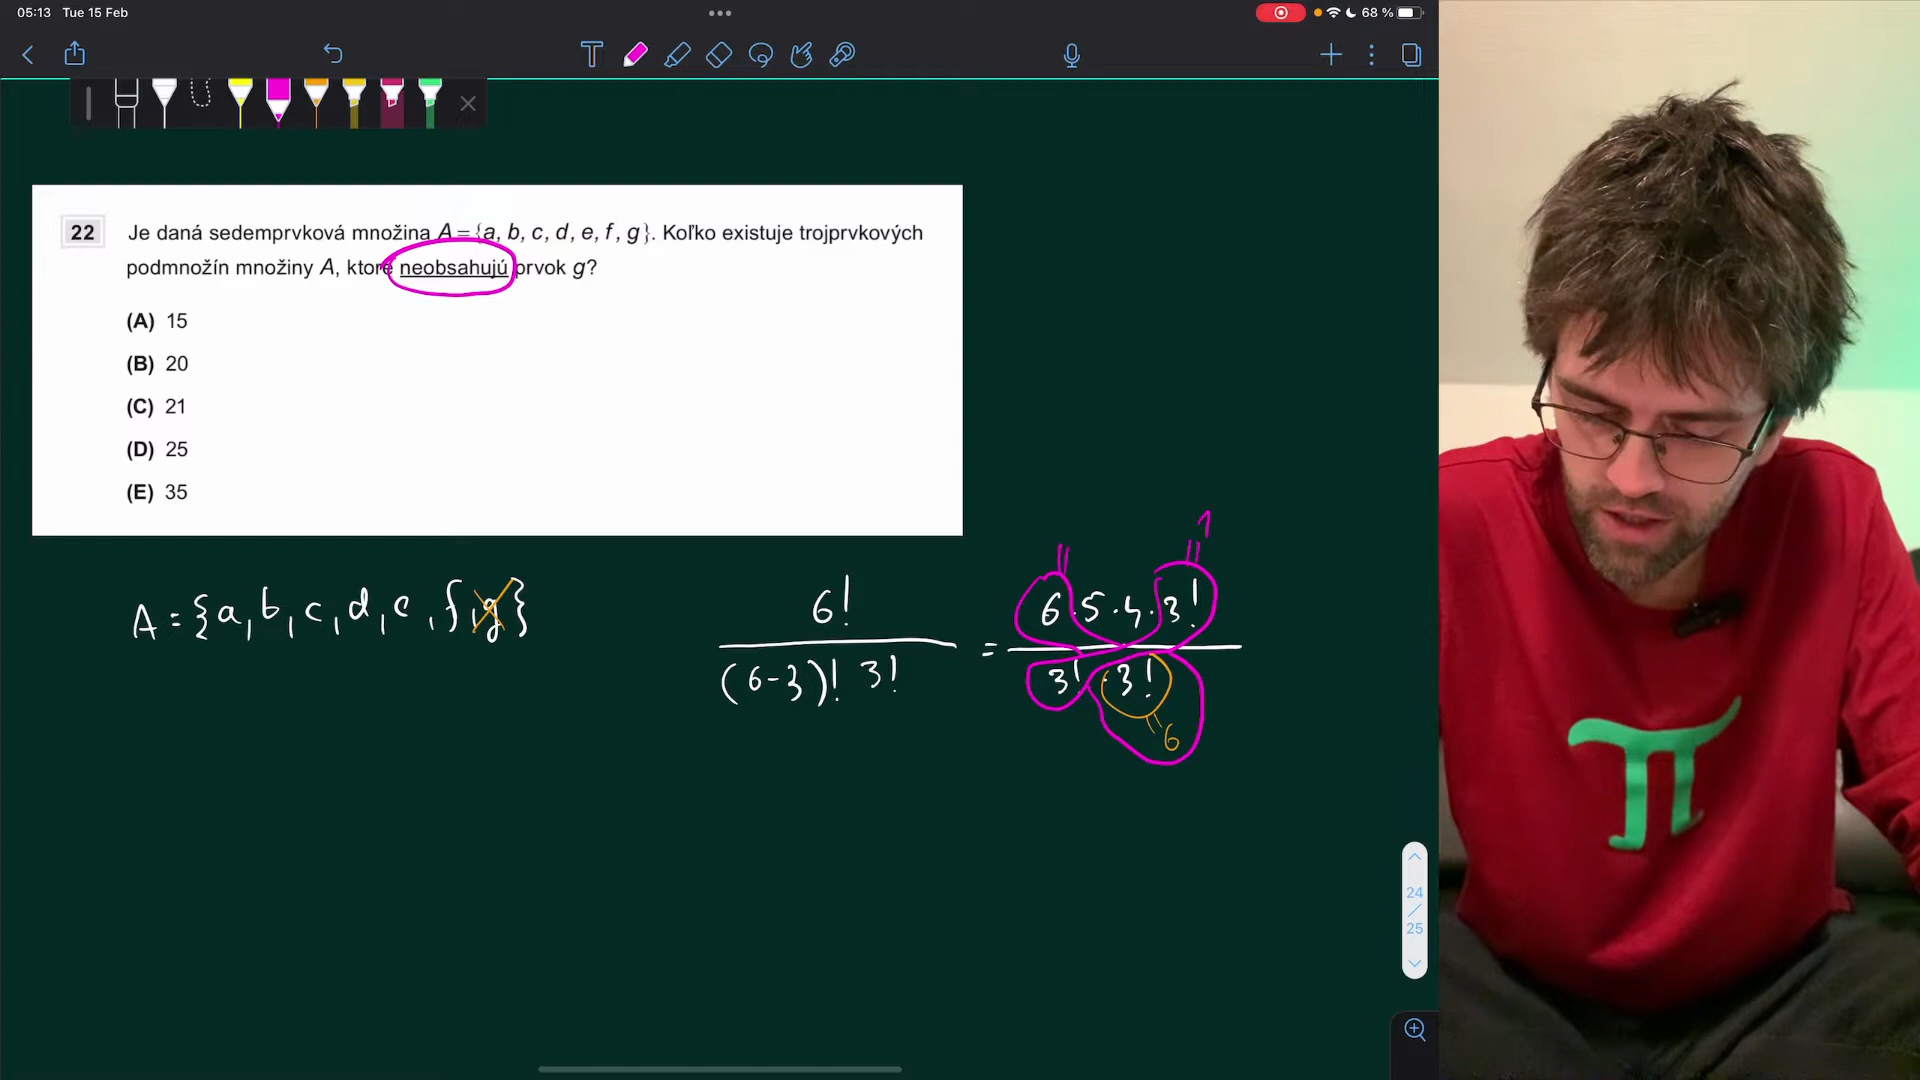 05:13 Tue 15 Feb
68 %
22
Je daná sedemprvková množina A = {a, b, c, d, e, f, g}. Koľko existuje trojprvkových
podmnožín množiny A, ktoré neobsahujú prvok g?
(A) 15
(B) 20
(C) 21
(D) 25
(E) 35
A = {a, b, c, d, e, f, g}
6!
(6-3)! 3!
=
1
6·5·4·3!
3!·3!
6
24
/
25
π